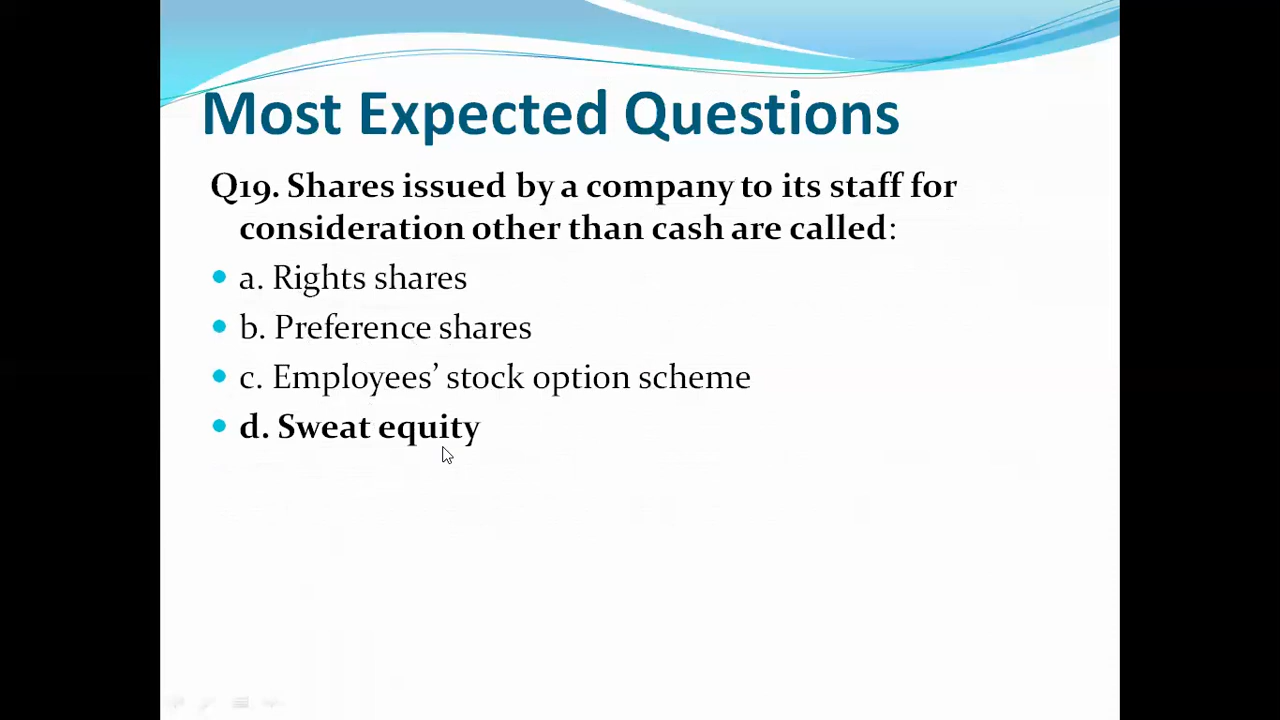 Most Expected Questions
Q19. Shares issued by a company to its staff for
consideration other than cash are called:
• a. Rights shares
• b. Preference shares
• c. Employees’ stock option scheme
• d. Sweat equity